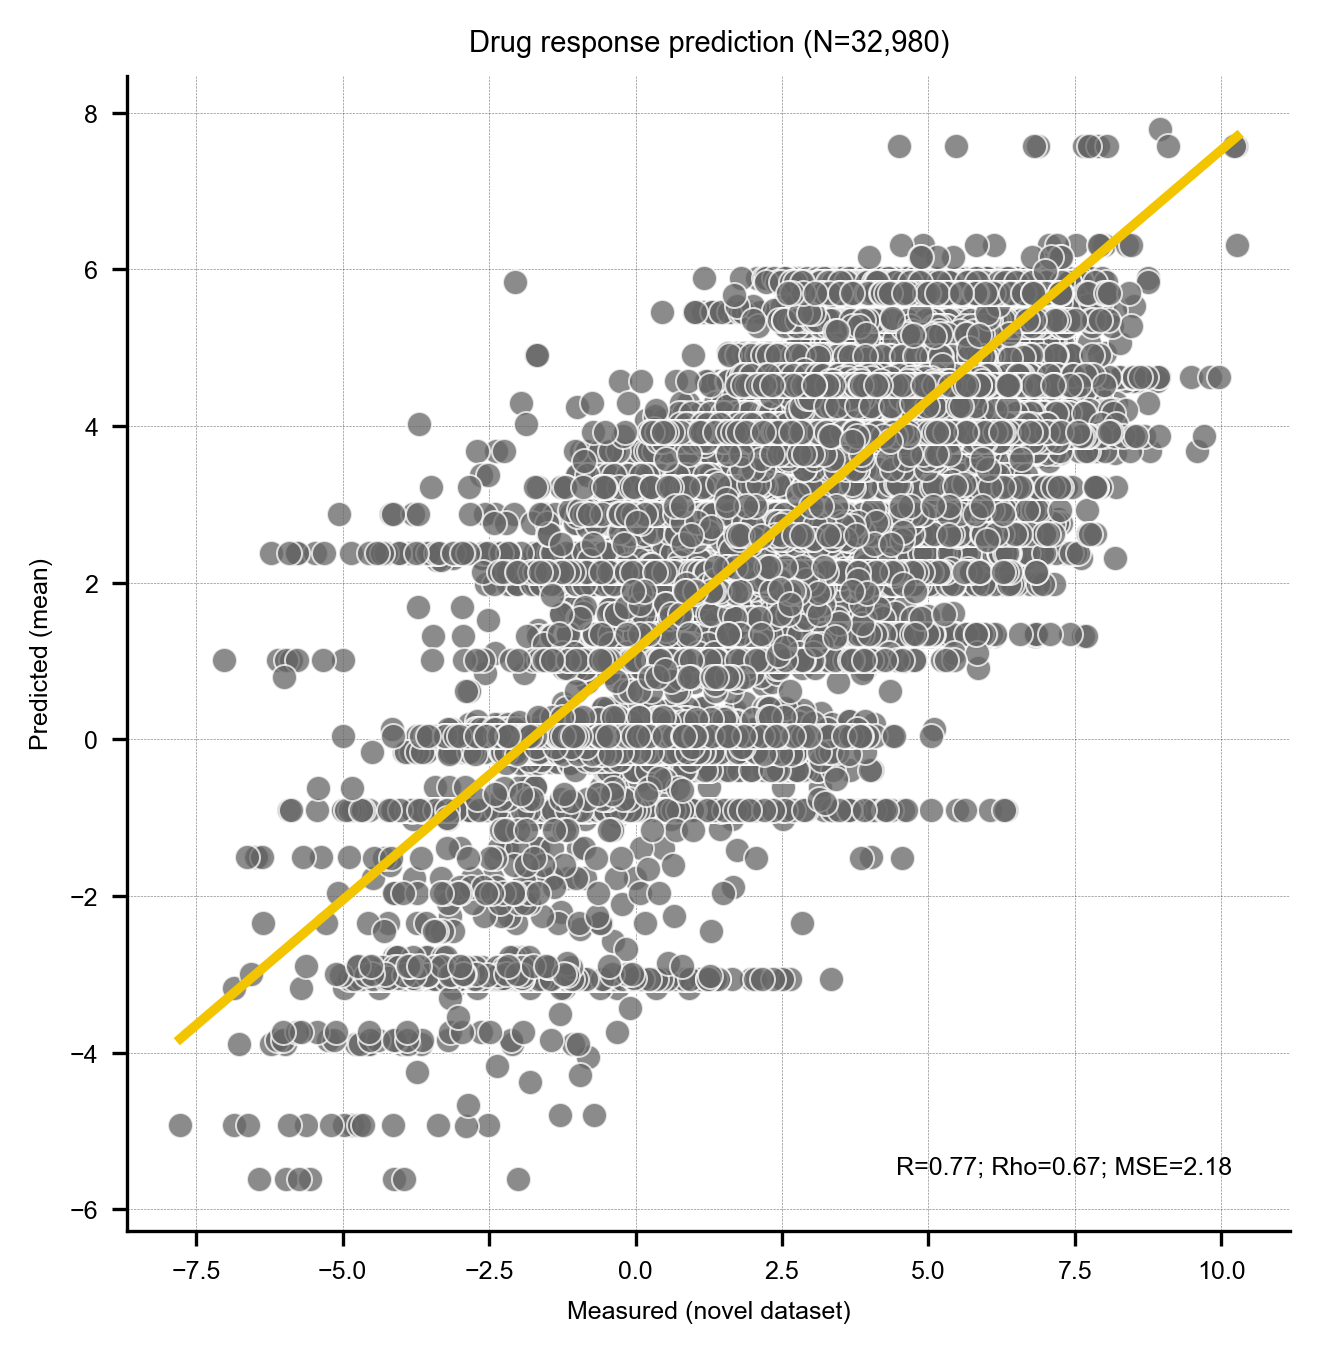 Drug response prediction (N=32,980)
8
6
4
2
0
−2
−4
−6
Predicted (mean)
R=0.77; Rho=0.67; MSE=2.18
−7.5 −5.0 −2.5 0.0 2.5 5.0 7.5 10.0
Measured (novel dataset)